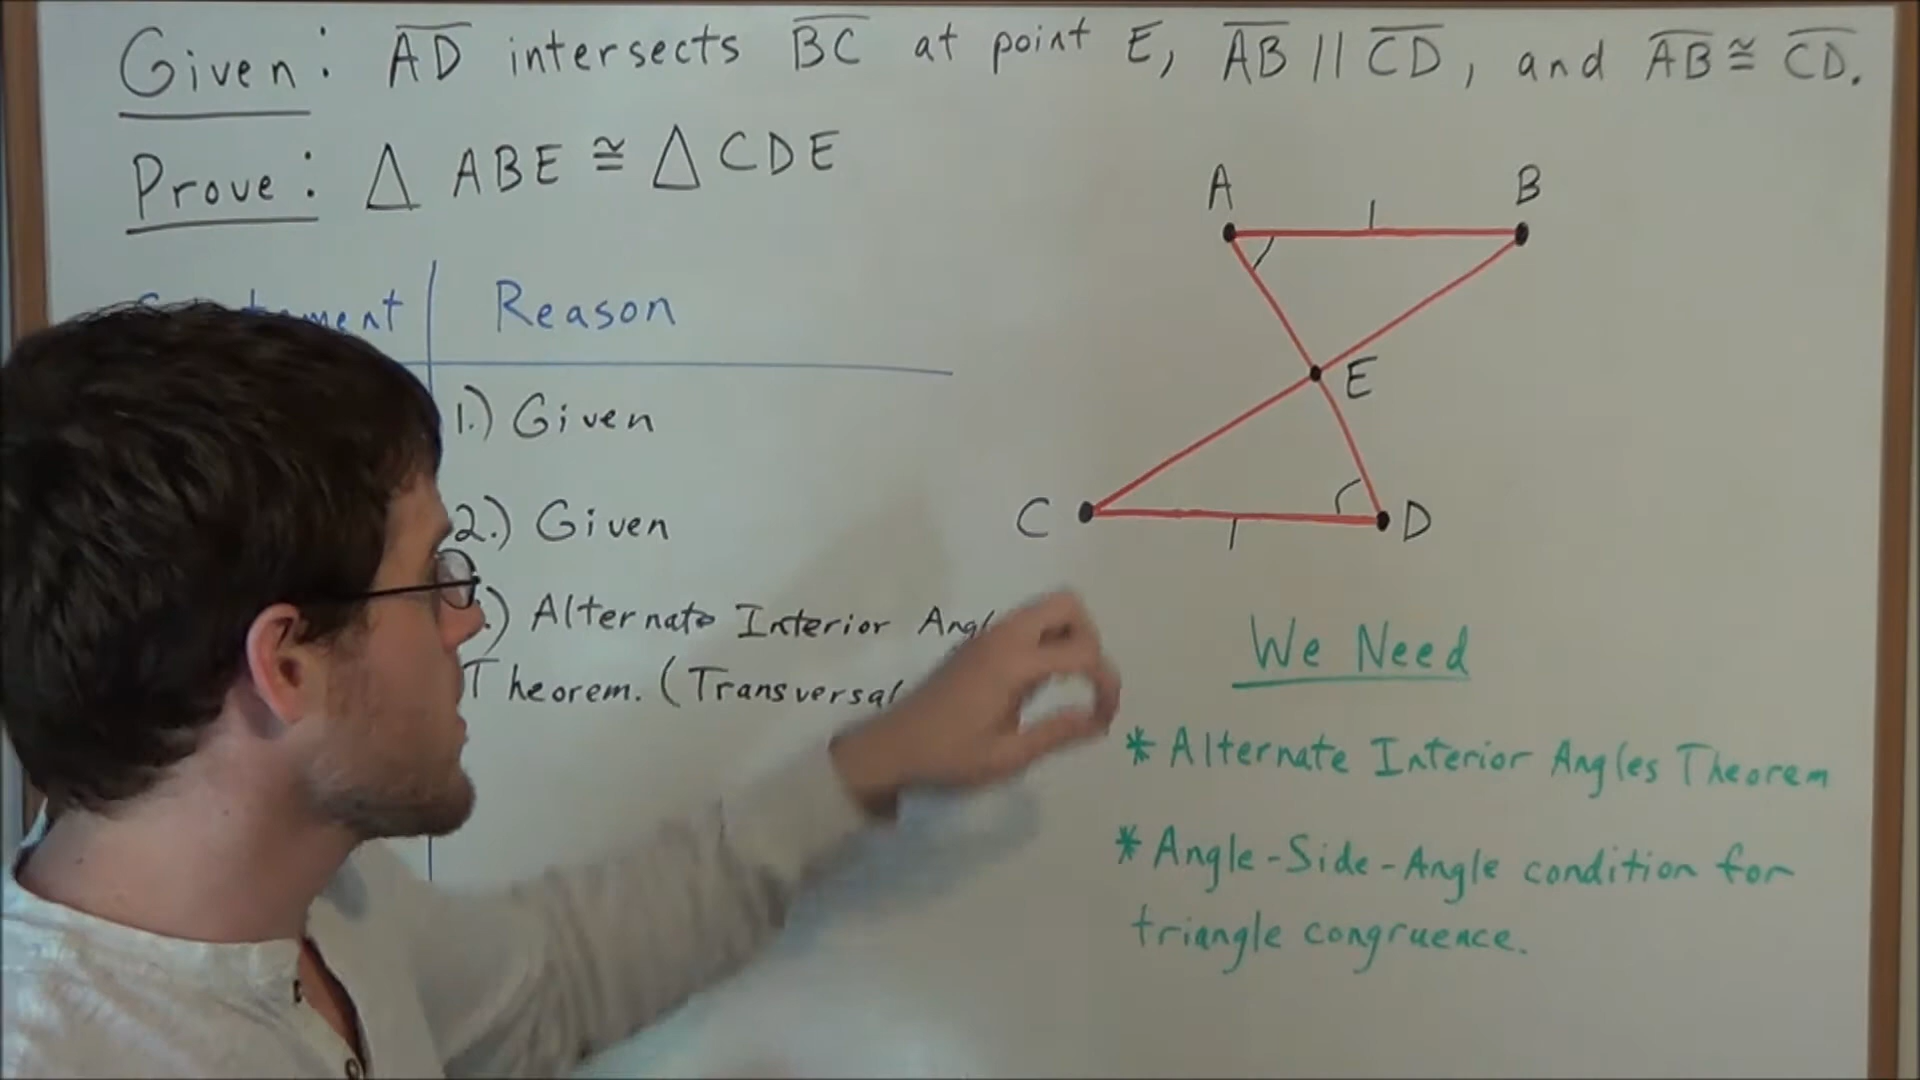 Given: AD intersects BC at point E, AB // CD, and AB ≅ CD.
Prove: △ ABE ≅ △ CDE
Reason
1.) Given
2.) Given
.) Alternate Interior
Theorem. (Transversal
A
B
E
C
D
We Need
* Alternate Interior Angles Theorem
* Angle-Side-Angle condition for
triangle congruence.